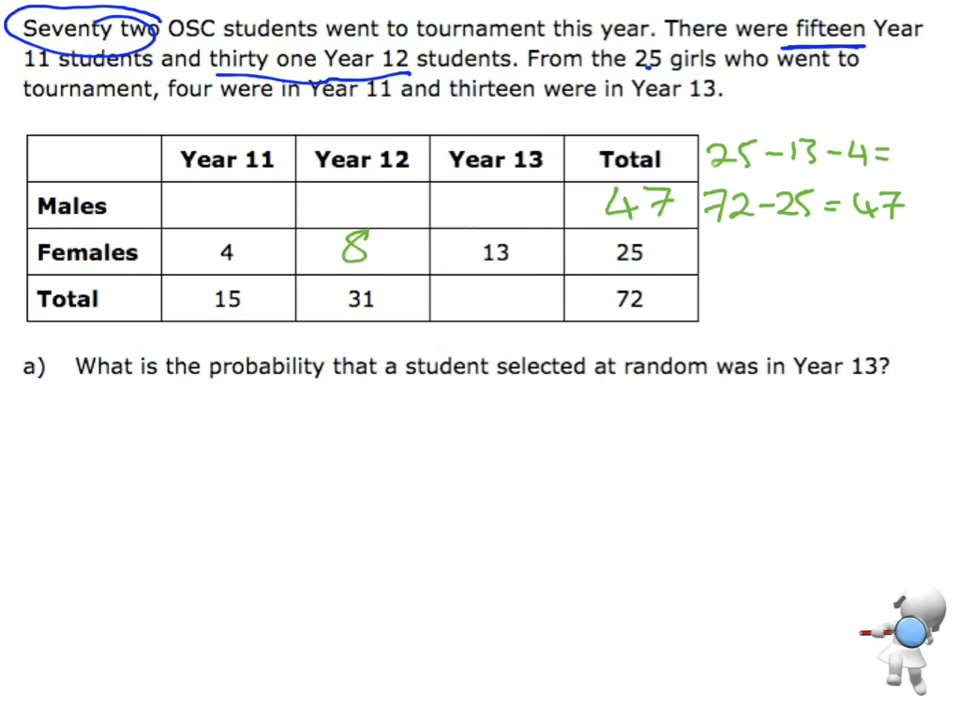 Seventy two OSC students went to tournament this year. There were fifteen Year
11 students and thirty one Year 12 students. From the 25 girls who went to
tournament, four were in Year 11 and thirteen were in Year 13.
Year 11 Year 12 Year 13 Total 25-13-4=
Males 47 72-25=47
Females 4 8 13 25
Total 15 31 72
a) What is the probability that a student selected at random was in Year 13?